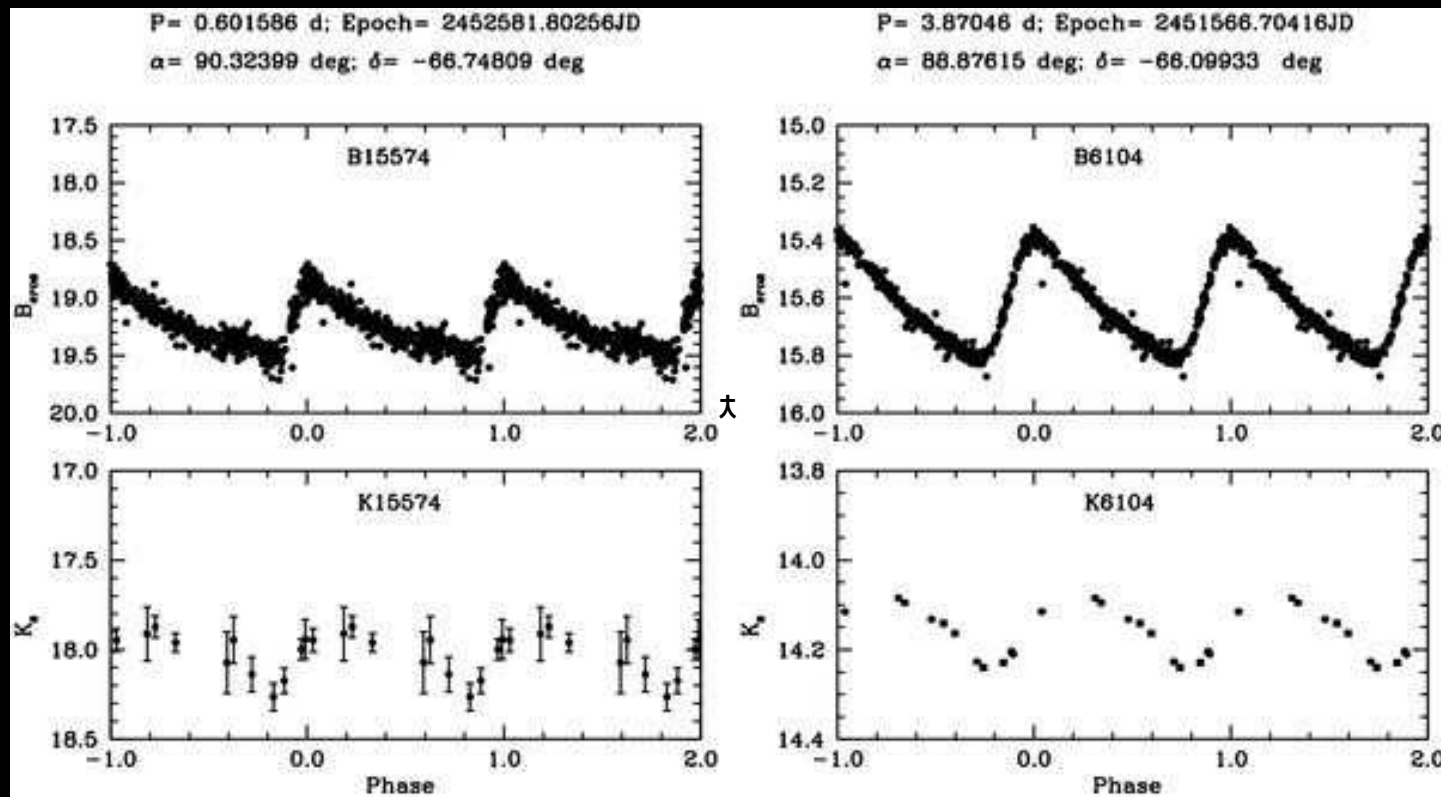 P= 0.601586 d; Epoch= 2452581.80256JD
α= 90.32399 deg; δ= -66.74809 deg
17.5
B15574
18.0
18.5
19.0
19.5
20.0
-1.0 0.0 1.0 2.0
17.0
K15574
17.5
18.0
18.5
-1.0 0.0 1.0 2.0
Phase
P= 3.87046 d; Epoch= 2451566.70416JD
α= 88.87615 deg; δ= -66.09933 deg
15.0
B6104
15.2
15.4
15.6
15.8
16.0
-1.0 0.0 1.0 2.0
13.8
K6104
14.0
14.2
14.4
-1.0 0.0 1.0 2.0
Phase